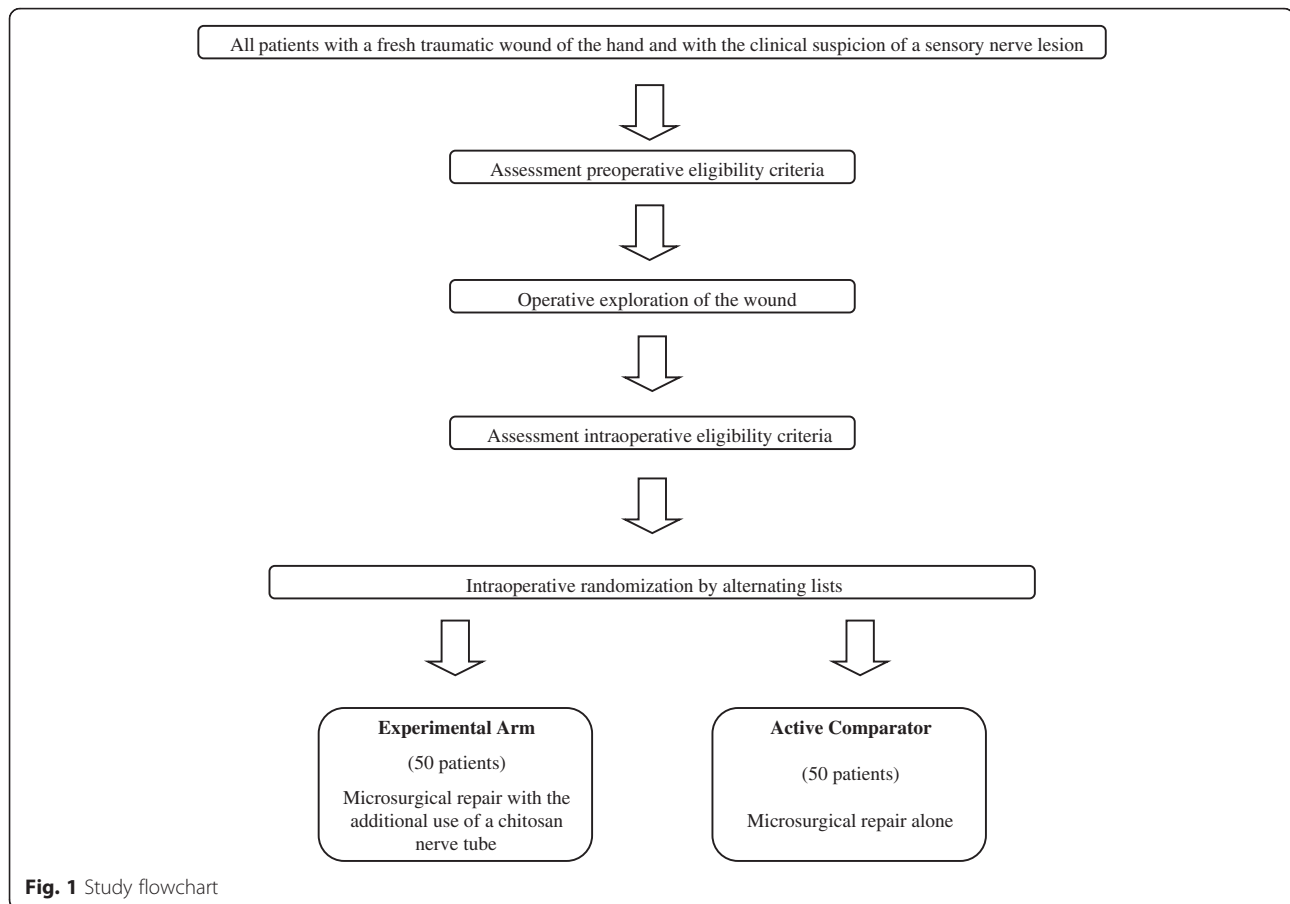 All patients with a fresh traumatic wound of the hand and with the clinical suspicion of a sensory nerve lesion
Assessment preoperative eligibility criteria
Operative exploration of the wound
Assessment intraoperative eligibility criteria
Intraoperative randomization by alternating lists
Experimental Arm
(50 patients)
Microsurgical repair with the
additional use of a chitosan
nerve tube
Active Comparator
(50 patients)
Microsurgical repair alone
Fig. 1 Study flowchart